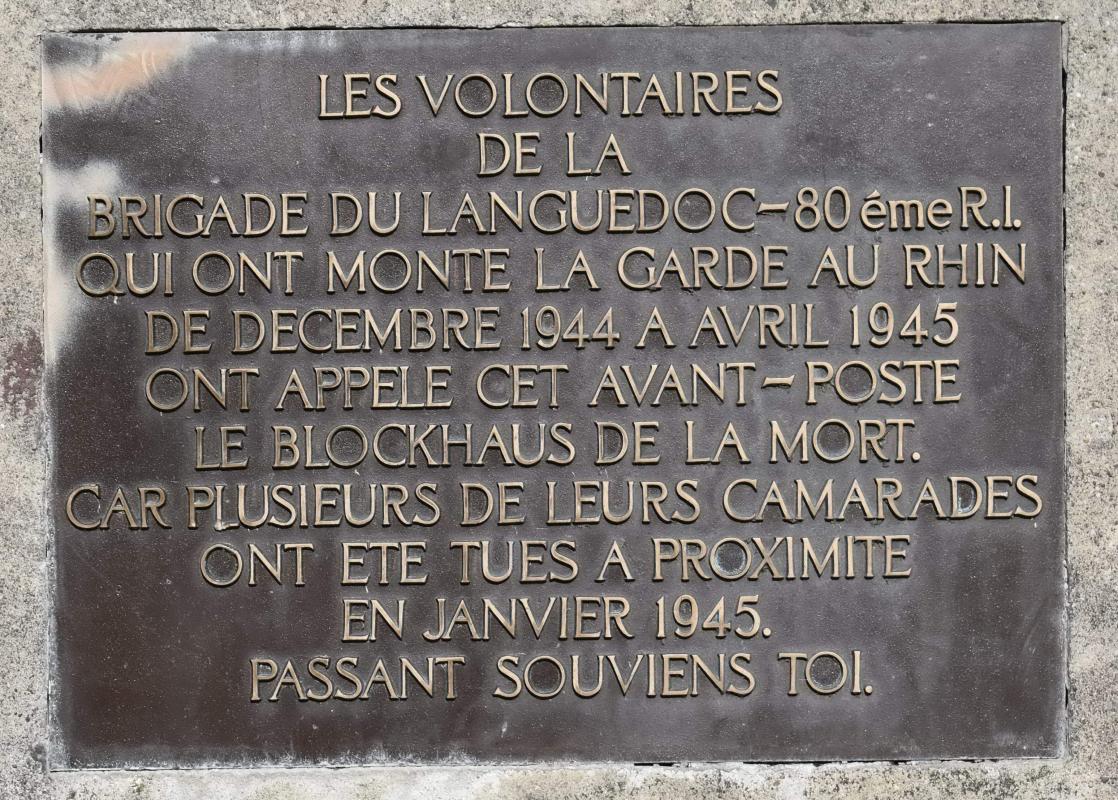 LES VOLONTAIRES
DE LA
BRIGADE DU LANGUEDOC-80 éme R.I.
QUI ONT MONTE LA GARDE AU RHIN
DE DECEMBRE 1944 A AVRIL 1945
ONT APPELE CET AVANT-POSTE
LE BLOCKHAUS DE LA MORT.
CAR PLUSIEURS DE LEURS CAMARADES
ONT ETE TUES A PROXIMITE
EN JANVIER 1945.
PASSANT SOUVIENS TOI.